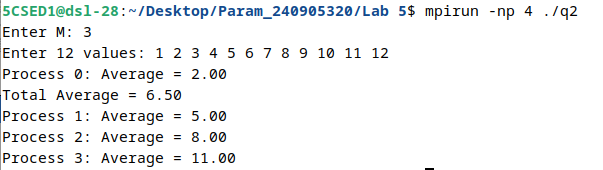 5CSED1@dsl-28:~/Desktop/Param_240905320/Lab 5$ mpirun -np 4 ./q2
Enter M: 3
Enter 12 values: 1 2 3 4 5 6 7 8 9 10 11 12
Process 0: Average = 2.00
Total Average = 6.50
Process 1: Average = 5.00
Process 2: Average = 8.00
Process 3: Average = 11.00